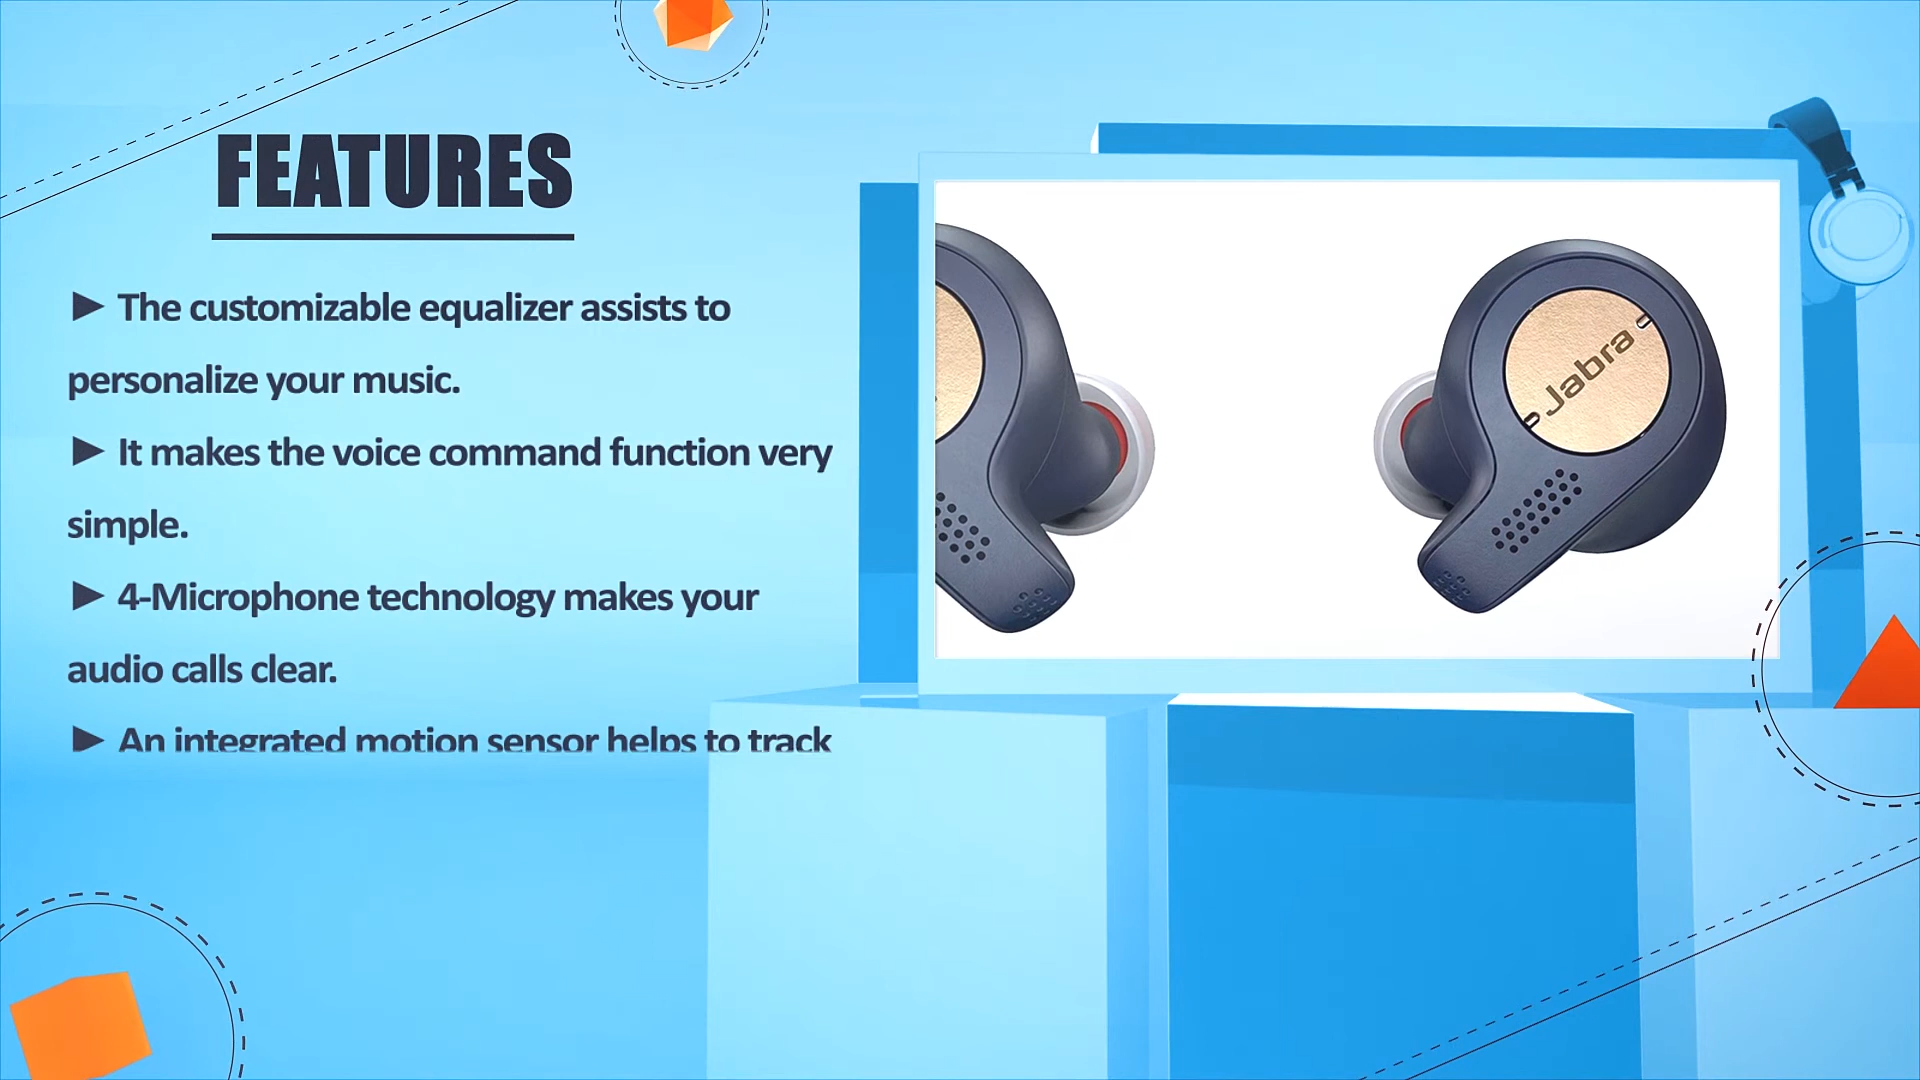 FEATURES
► The customizable equalizer assists to
personalize your music.
► It makes the voice command function very
simple.
► 4-Microphone technology makes your
audio calls clear.
► An integrated motion sensor helps to track
Jabra